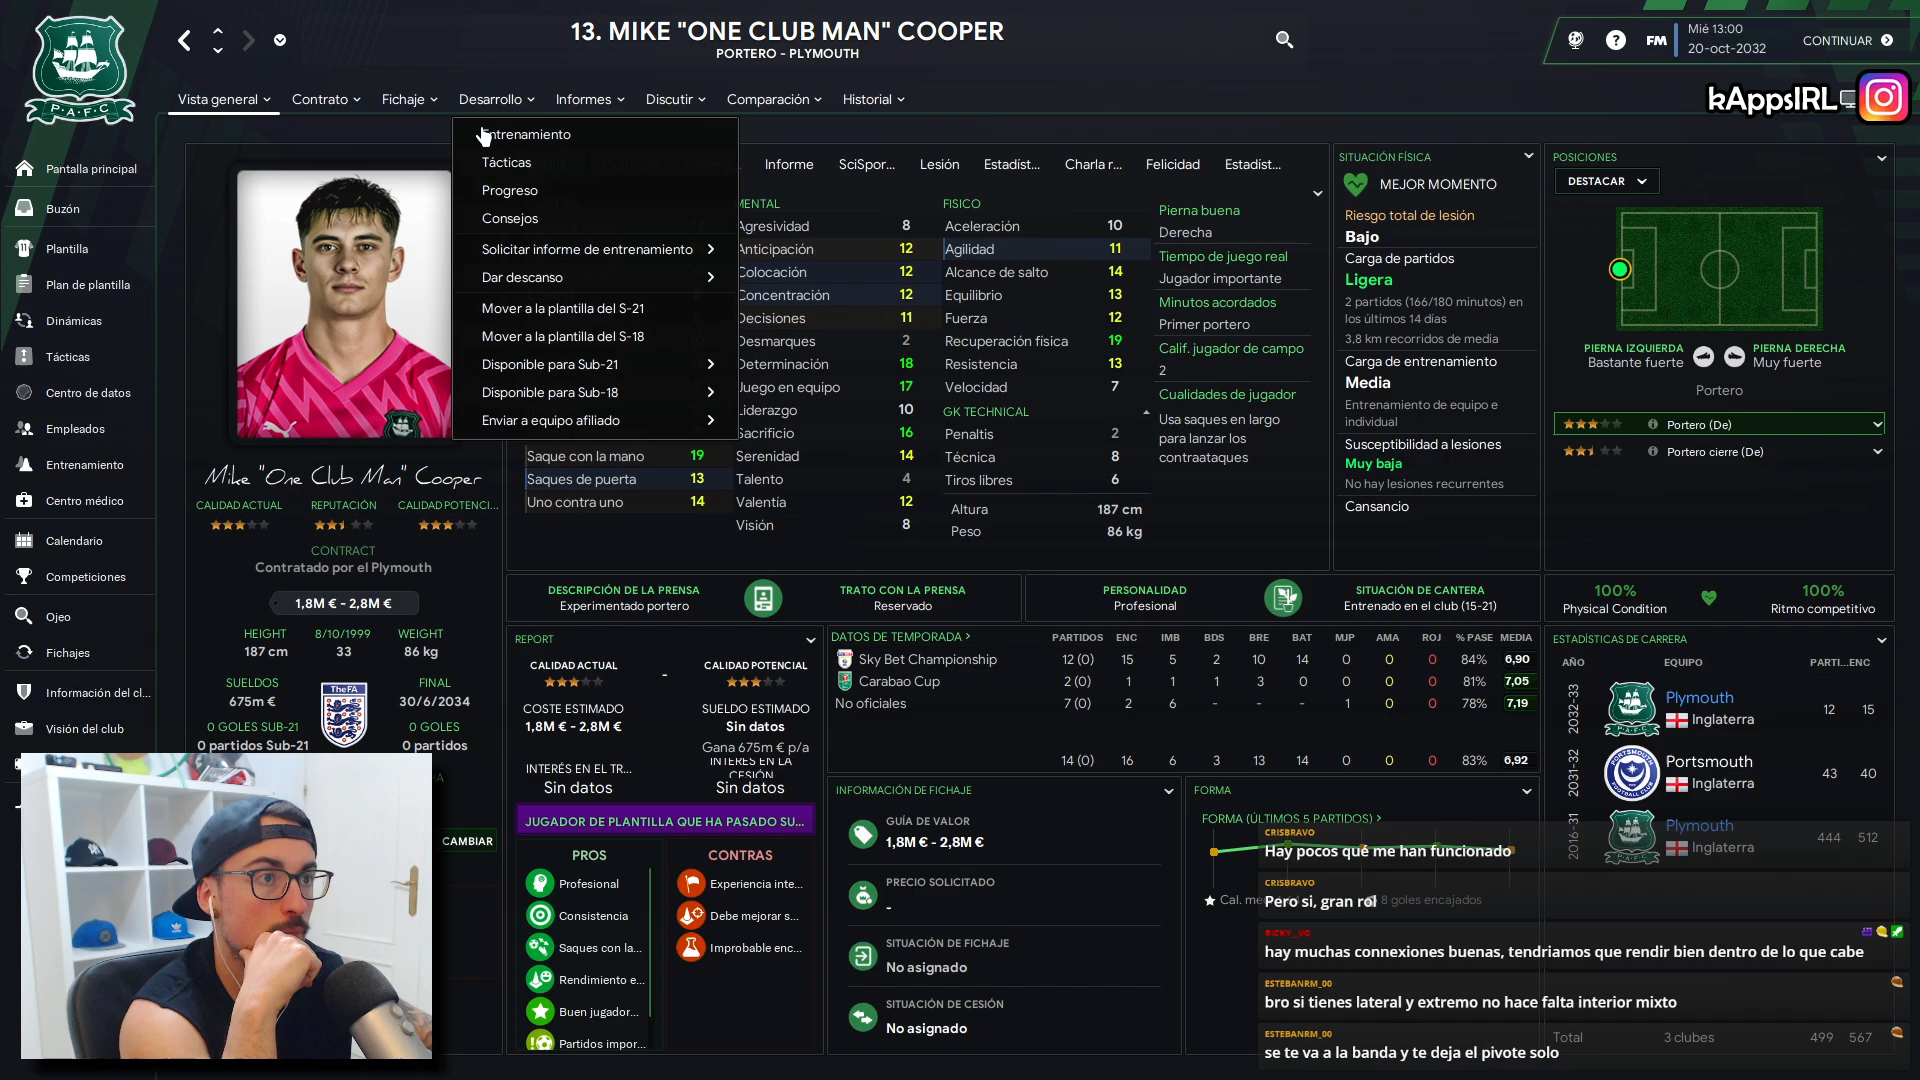 13. MIKE "ONE CLUB MAN" COOPER
PORTERO - PLYMOUTH
FM
Mié 13:00
20-oct-2032
CONTINUAR
kAppsIRL
P·A·F·C
Vista general
Contrato
Fichaje
Desarrollo
Informes
Discutir
Comparación
Historial
Pantalla principal
Buzón
Plantilla
Plan de plantilla
Dinámicas
Tácticas
Centro de datos
Empleados
Entrenamiento
Centro médico
Calendario
Competiciones
Ojeo
Fichajes
Información del cl...
Visión del club
Entrenamiento
Tácticas
Progreso
Consejos
Solicitar informe de entrenamiento
Dar descanso
Mover a la plantilla del S-21
Mover a la plantilla del S-18
Disponible para Sub-21
Disponible para Sub-18
Enviar a equipo afiliado
Informe
SciSpor...
Lesión
Estadíst...
Charla r...
Felicidad
Estadíst...
Saque con la mano 19
Saques de puerta 13
Uno contra uno 14
MENTAL
Agresividad 8
Anticipación 12
Colocación 12
Concentración 12
Decisiones 11
Desmarques 2
Determinación 18
Juego en equipo 17
Liderazgo 10
Sacrificio 16
Serenidad 14
Talento 4
Valentía 12
Visión 8
FISICO
Aceleración 10
Agilidad 11
Alcance de salto 14
Equilibrio 13
Fuerza 12
Recuperación física 19
Resistencia 13
Velocidad 7
GK TECHNICAL
Penaltis 2
Técnica 8
Tiros libres 6
Altura 187 cm
Peso 86 kg
Pierna buena
Derecha
Tiempo de juego real
Jugador importante
Minutos acordados
Primer portero
Calif. jugador de campo
2
Cualidades de jugador
Usa saques en largo
para lanzar los
contraataques
SITUACIÓN FÍSICA
MEJOR MOMENTO
Riesgo total de lesión
Bajo
Carga de partidos
Ligera
2 partidos (166/180 minutos) en
los últimos 14 días
3,8 km recorridos de media
Carga de entrenamiento
Media
Entrenamiento de equipo e
individual
Susceptibilidad a lesiones
Muy baja
No hay lesiones recurrentes
Cansancio
POSICIONES
DESTACAR
PIERNA IZQUIERDA
Bastante fuerte
PIERNA DERECHA
Muy fuerte
Portero
Portero (De)
Portero cierre (De)
Mike "One Club Man" Cooper
CALIDAD ACTUAL
REPUTACIÓN
CALIDAD POTENCI...
CONTRACT
Contratado por el Plymouth
1,8M € - 2,8M €
HEIGHT
187 cm
8/10/1999
33
WEIGHT
86 kg
SUELDOS
675m €
TheFA
FINAL
30/6/2034
0 GOLES SUB-21
0 partidos Sub-21
0 GOLES
0 partidos
CAMBIAR
DESCRIPCIÓN DE LA PRENSA
Experimentado portero
TRATO CON LA PRENSA
Reservado
PERSONALIDAD
Profesional
SITUACIÓN DE CANTERA
Entrenado en el club (15-21)
100%
Physical Condition
100%
Ritmo competitivo
REPORT
CALIDAD ACTUAL
-
CALIDAD POTENCIAL
COSTE ESTIMADO
1,8M € - 2,8M €
SUELDO ESTIMADO
Sin datos
Gana 675m € p/a
INTERÉS EN EL TR...
Sin datos
INTERÉS EN LA
CESIÓN
Sin datos
JUGADOR DE PLANTILLA QUE HA PASADO SU...
PROS
Profesional
Consistencia
Saques con la...
Rendimiento e...
Buen jugador...
Partidos impor...
CONTRAS
Experiencia inte...
Debe mejorar s...
Improbable enc...
DATOS DE TEMPORADA PARTIDOS ENC IMB BDS BRE BAT MJP AMA ROJ % PASE MEDIA
Sky Bet Championship 12 (0) 15 5 2 10 14 0 0 0 84% 6,90
Carabao Cup 2 (0) 1 1 1 3 0 0 0 0 81% 7,05
No oficiales 7 (0) 2 6 - - - 1 0 0 78% 7,19
14 (0) 16 6 3 13 14 0 0 0 83% 6,92
INFORMACIÓN DE FICHAJE
GUÍA DE VALOR
1,8M € - 2,8M €
PRECIO SOLICITADO
-
SITUACIÓN DE FICHAJE
No asignado
SITUACIÓN DE CESIÓN
No asignado
FORMA
FORMA (ÚLTIMOS 5 PARTIDOS)
Cal. me
8 goles encajados
ESTADÍSTICAS DE CARRERA
AÑO EQUIPO PARTI... ENC
2032-33 Plymouth
Inglaterra 12 15
2031-32 Portsmouth
Inglaterra 43 40
2016-31 Plymouth
Inglaterra 444 512
Total 3 clubes 499 567
CRISBRAVO
Hay pocos que me han funcionado
CRISBRAVO
Pero si, gran rol
RICKY_VG
hay muchas connexiones buenas, tendriamos que rendir bien dentro de lo que cabe
ESTEBANRM_00
bro si tienes lateral y extremo no hace falta interior mixto
ESTEBANRM_00
se te va a la banda y te deja el pivote solo